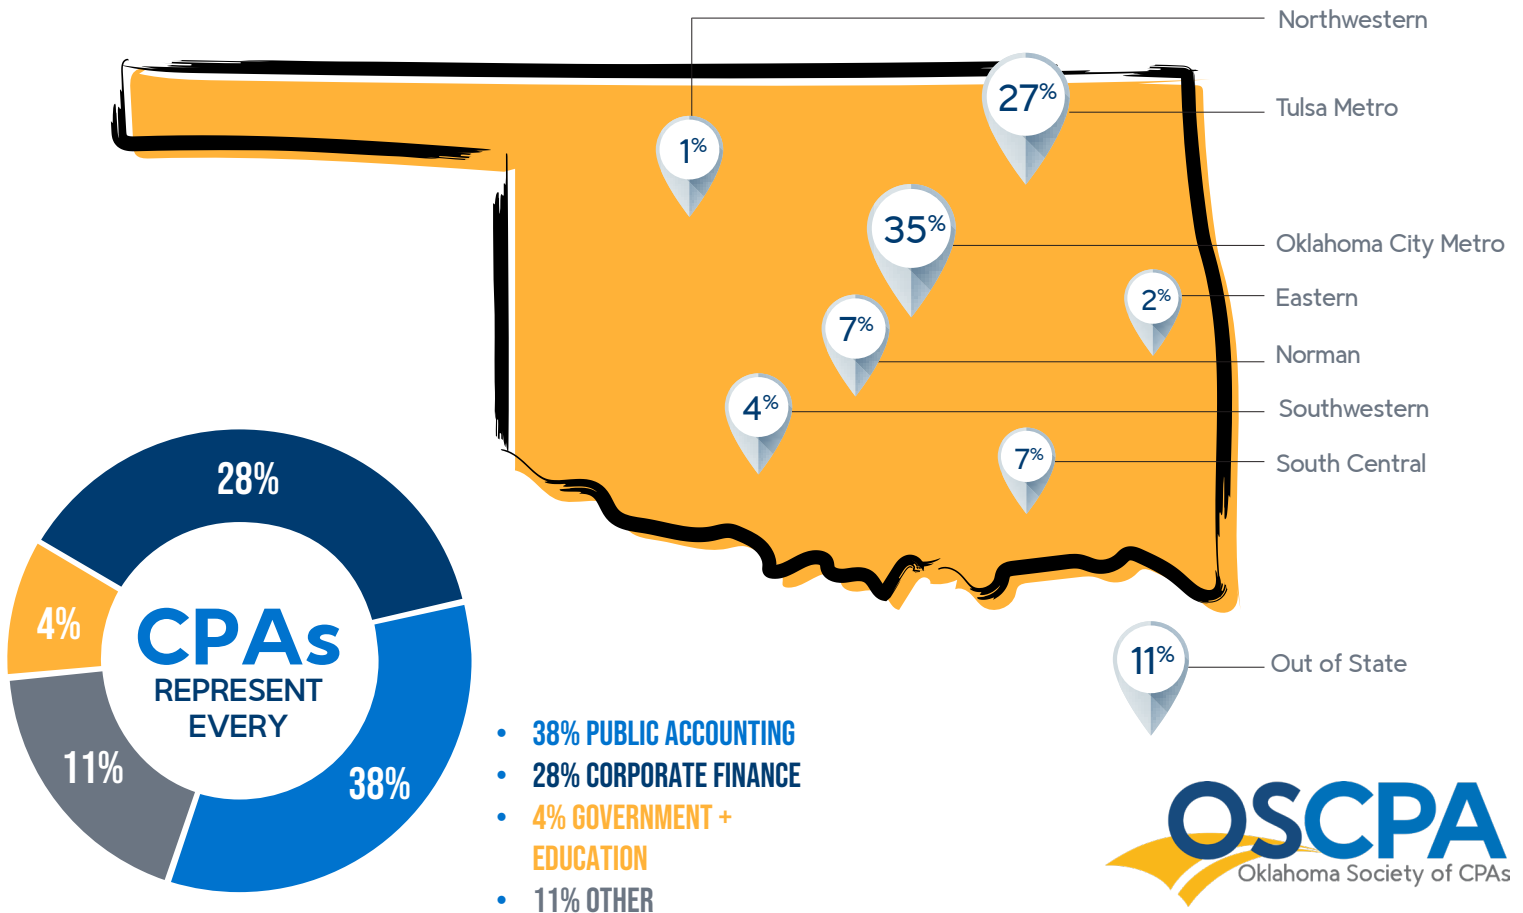 Northwestern
27%
Tulsa Metro
1%
35%
Oklahoma City Metro
2%
Eastern
7%
Norman
4%
Southwestern
7%
South Central
28%
4%
11%
38%
CPAs
REPRESENT
EVERY
11%
Out of State
• 38% PUBLIC ACCOUNTING
• 28% CORPORATE FINANCE
• 4% GOVERNMENT +
EDUCATION
• 11% OTHER
OSCPA
Oklahoma Society of CPAs